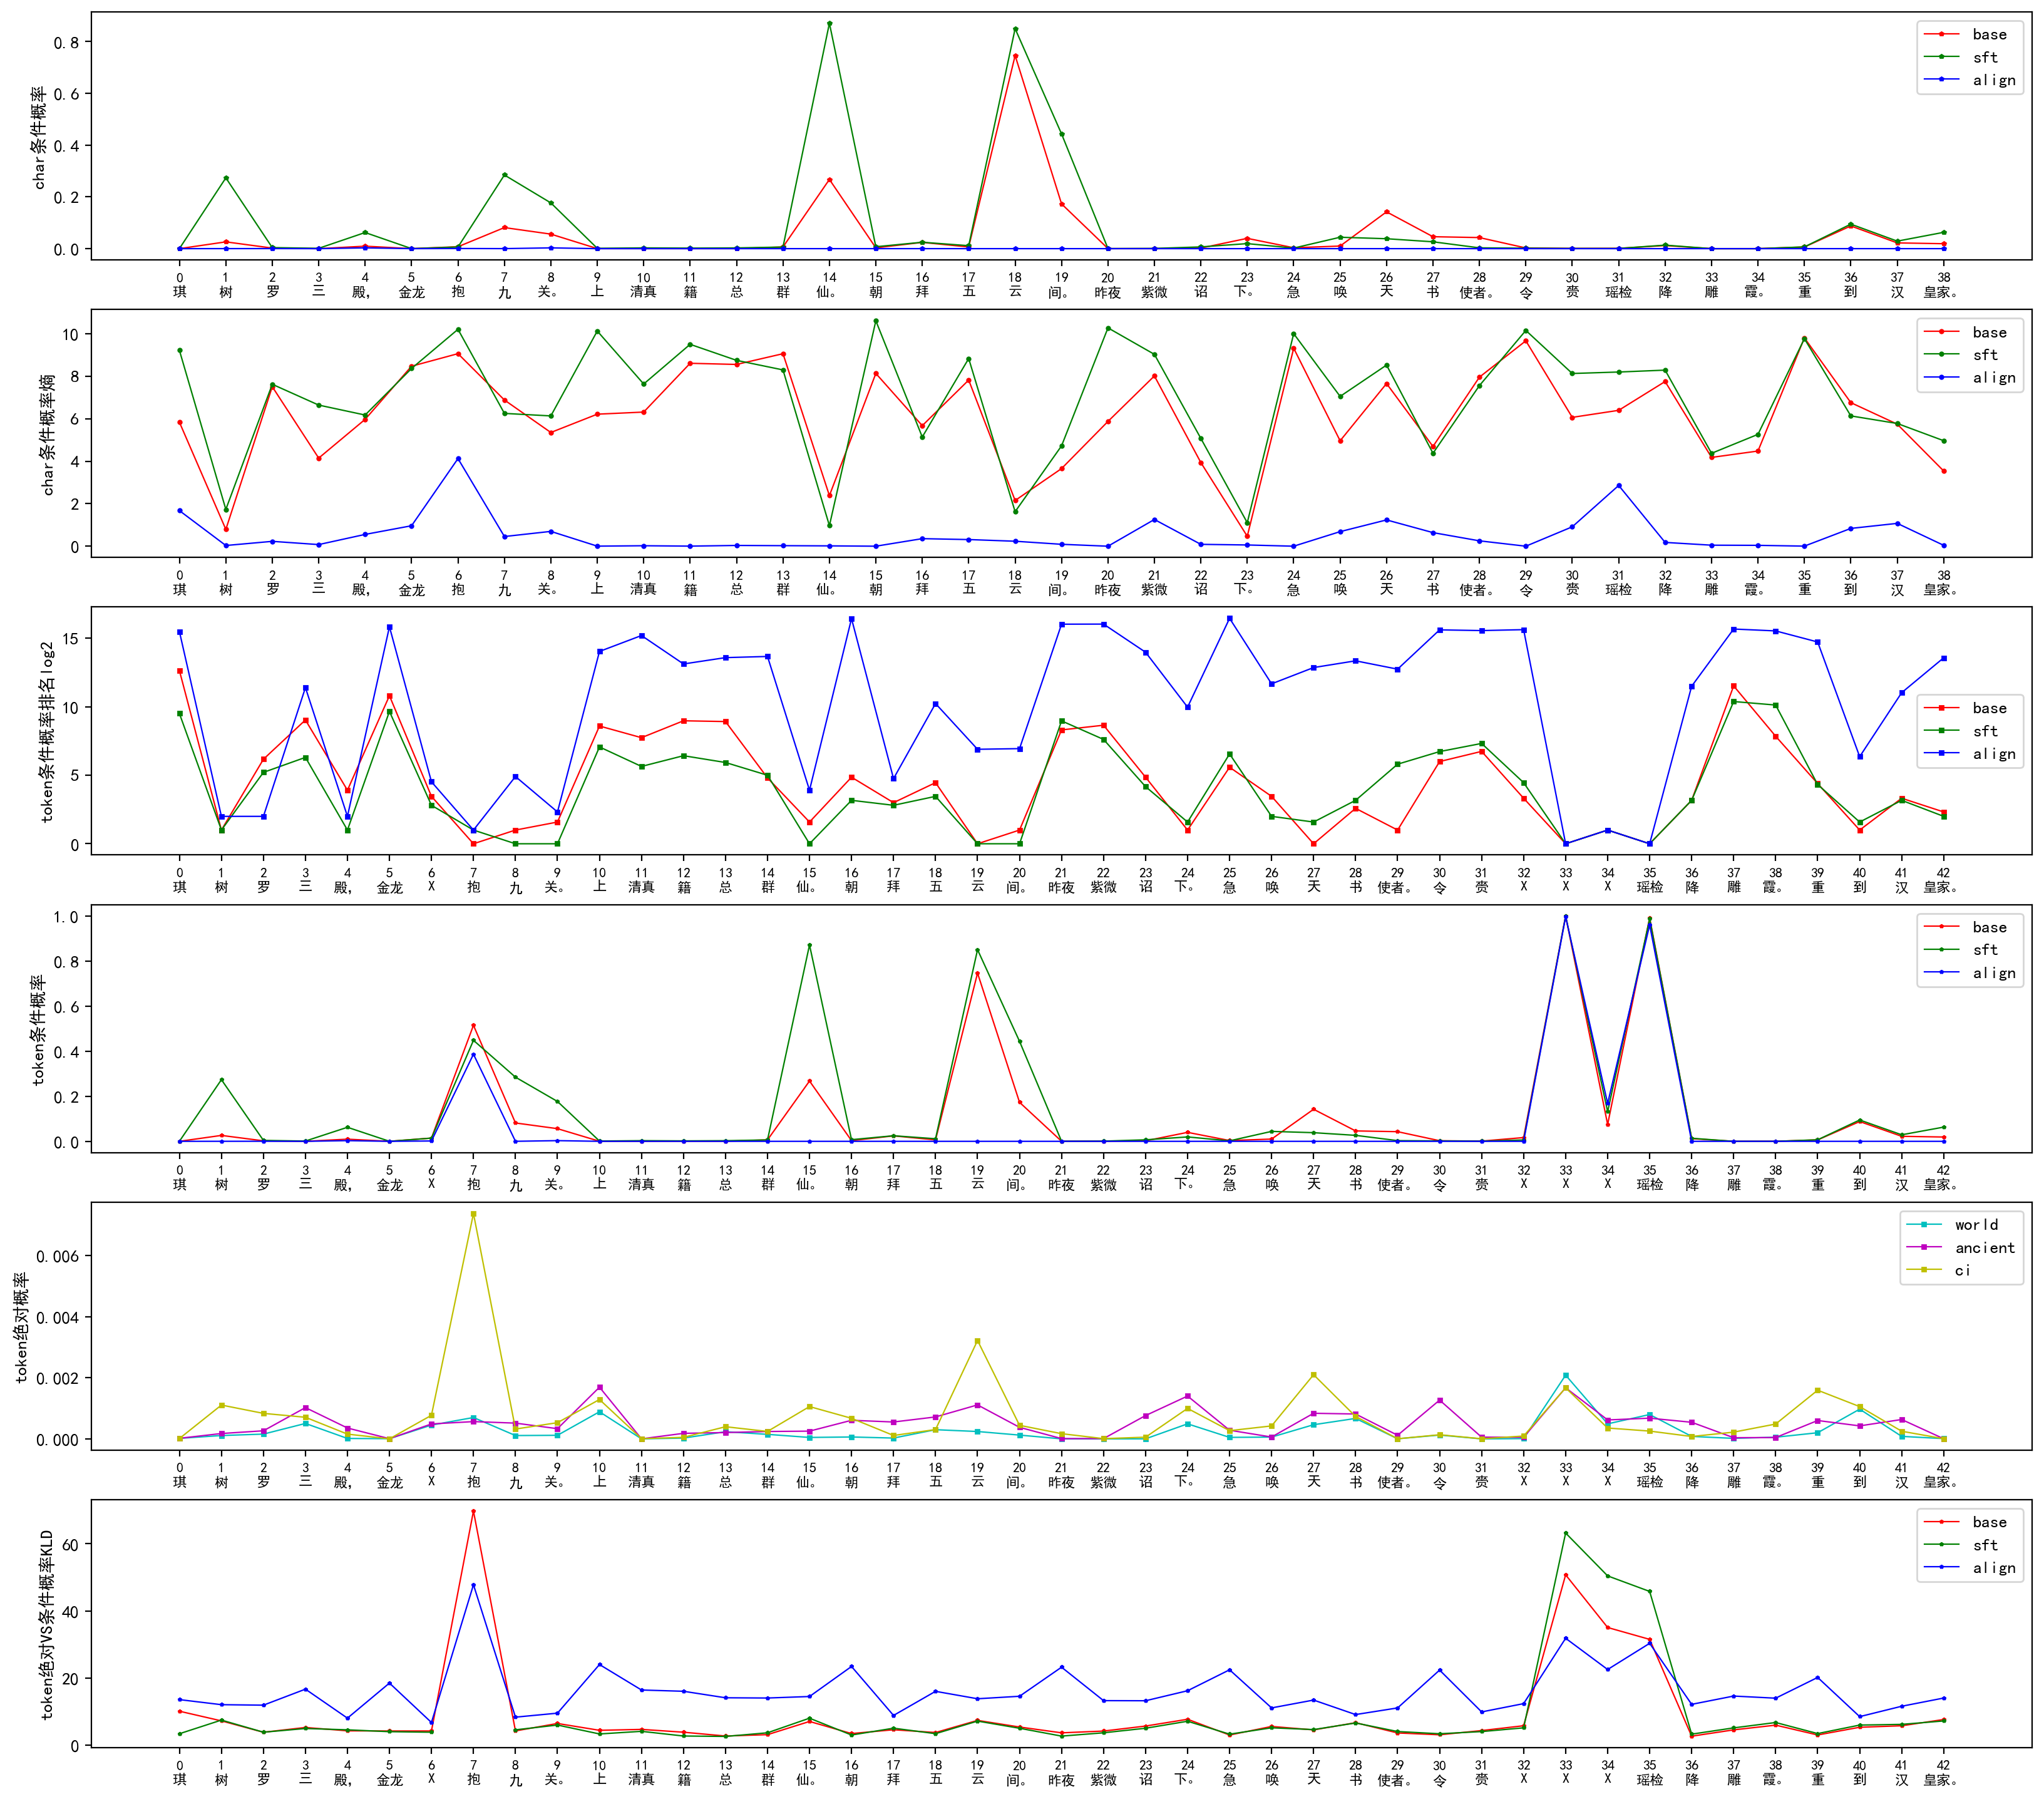 char条件概率
0.8
0.6
0.4
0.2
0.0
base
sft
align
0 1 2 3 4 5 6 7 8 9 10 11 12 13 14 15 16 17 18 19 20 21 22 23 24 25 26 27 28 29 30 31 32 33 34 35 36 37 38
琪 树 罗 三 殿, 金龙 抱 九 关。 上 清真 籍 总 群 仙。 朝 拜 五 云 间。 昨夜 紫微 诏 下。 急 唤 天 书 使者。 令 赍 瑶检 降 雕 霞。 重 到 汉 皇家。
char条件概率熵
10
8
6
4
2
0
base
sft
align
0 1 2 3 4 5 6 7 8 9 10 11 12 13 14 15 16 17 18 19 20 21 22 23 24 25 26 27 28 29 30 31 32 33 34 35 36 37 38
琪 树 罗 三 殿, 金龙 抱 九 关。 上 清真 籍 总 群 仙。 朝 拜 五 云 间。 昨夜 紫微 诏 下。 急 唤 天 书 使者。 令 赍 瑶检 降 雕 霞。 重 到 汉 皇家。
token条件概率排名log2
15
10
5
0
base
sft
align
0 1 2 3 4 5 6 7 8 9 10 11 12 13 14 15 16 17 18 19 20 21 22 23 24 25 26 27 28 29 30 31 32 33 34 35 36 37 38 39 40 41 42
琪 树 罗 三 殿, 金龙 X 抱 九 关。 上 清真 籍 总 群 仙。 朝 拜 五 云 间。 昨夜 紫微 诏 下。 急 唤 天 书 使者。 令 赍 X X X 瑶检 降 雕 霞。 重 到 汉 皇家。
token条件概率
1.0
0.8
0.6
0.4
0.2
0.0
base
sft
align
0 1 2 3 4 5 6 7 8 9 10 11 12 13 14 15 16 17 18 19 20 21 22 23 24 25 26 27 28 29 30 31 32 33 34 35 36 37 38 39 40 41 42
琪 树 罗 三 殿, 金龙 X 抱 九 关。 上 清真 籍 总 群 仙。 朝 拜 五 云 间。 昨夜 紫微 诏 下。 急 唤 天 书 使者。 令 赍 X X X 瑶检 降 雕 霞。 重 到 汉 皇家。
token绝对概率
0.006
0.004
0.002
0.000
world
ancient
ci
0 1 2 3 4 5 6 7 8 9 10 11 12 13 14 15 16 17 18 19 20 21 22 23 24 25 26 27 28 29 30 31 32 33 34 35 36 37 38 39 40 41 42
琪 树 罗 三 殿, 金龙 X 抱 九 关。 上 清真 籍 总 群 仙。 朝 拜 五 云 间。 昨夜 紫微 诏 下。 急 唤 天 书 使者。 令 赍 X X X 瑶检 降 雕 霞。 重 到 汉 皇家。
token绝对VS条件概率KLD
60
40
20
0
base
sft
align
0 1 2 3 4 5 6 7 8 9 10 11 12 13 14 15 16 17 18 19 20 21 22 23 24 25 26 27 28 29 30 31 32 33 34 35 36 37 38 39 40 41 42
琪 树 罗 三 殿, 金龙 X 抱 九 关。 上 清真 籍 总 群 仙。 朝 拜 五 云 间。 昨夜 紫微 诏 下。 急 唤 天 书 使者。 令 赍 X X X 瑶检 降 雕 霞。 重 到 汉 皇家。